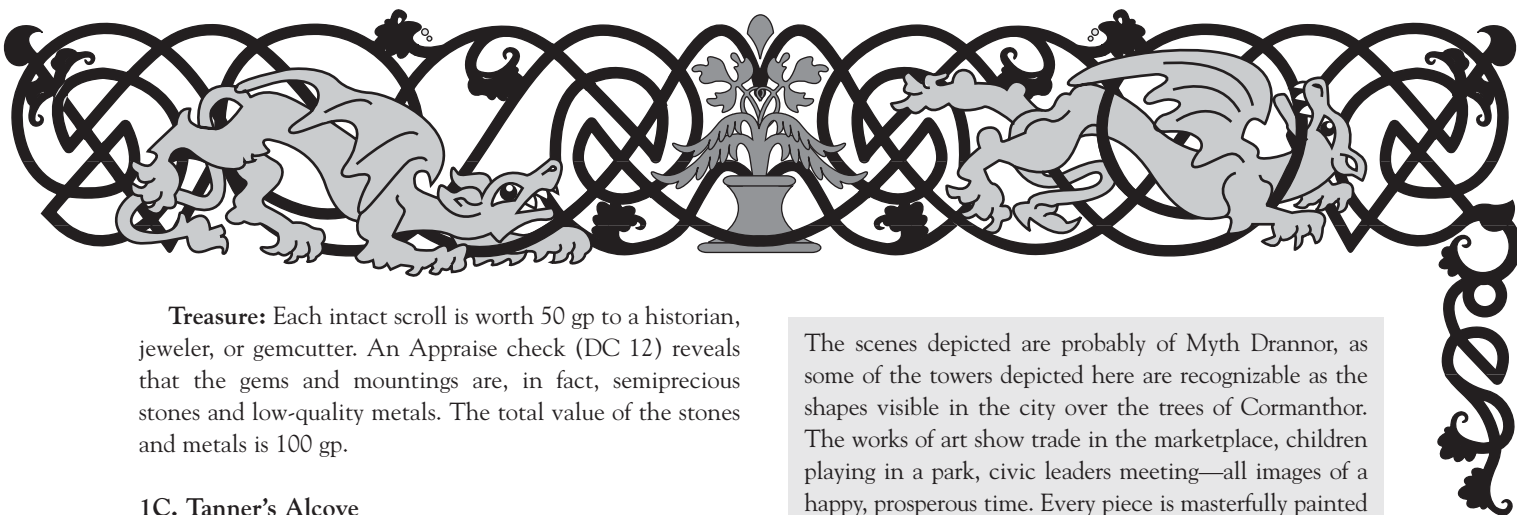 Treasure: Each intact scroll is worth 50 gp to a historian,
jeweler, or gemcutter. An Appraise check (DC 12) reveals
that the gems and mountings are, in fact, semiprecious
stones and low-quality metals. The total value of the stones
and metals is 100 gp.
1C. Tanner's Alcove
The scenes depicted are probably of Myth Drannor, as
some of the towers depicted here are recognizable as the
shapes visible in the city over the trees of Cormanthor.
The works of art show trade in the marketplace, children
playing in a park, civic leaders meeting—all images of a
happy, prosperous time. Every piece is masterfully painted